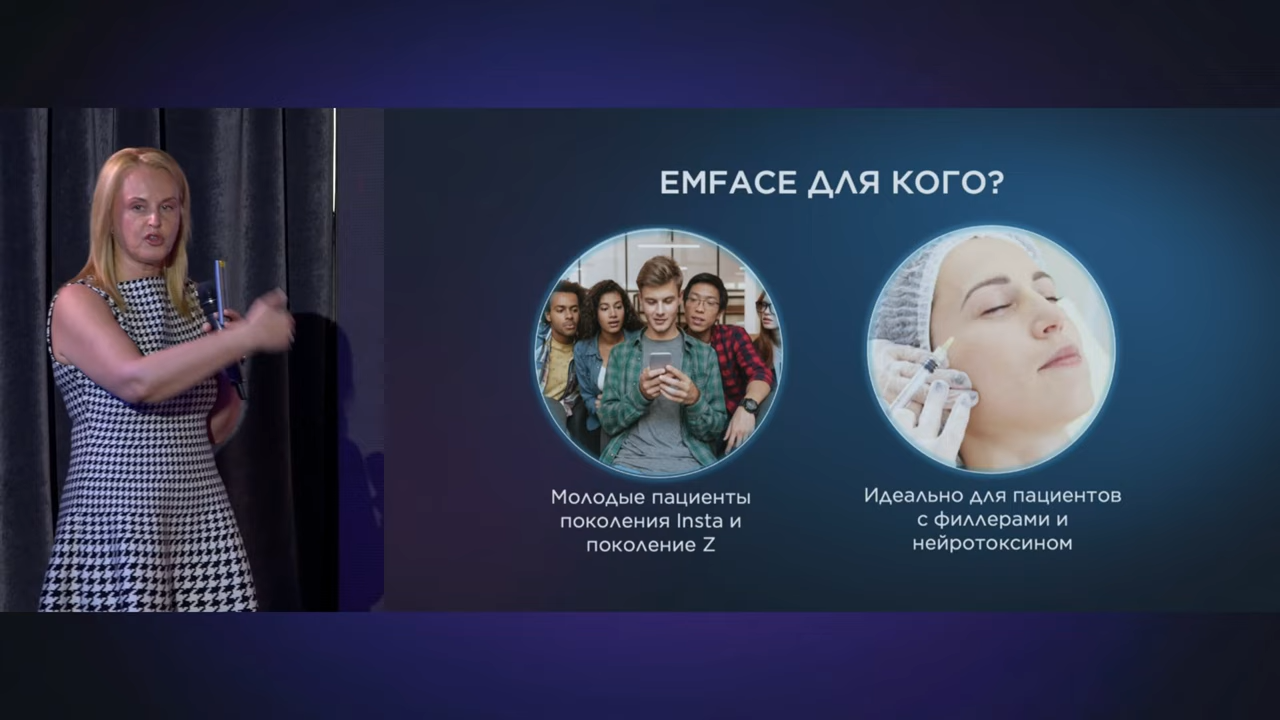 EMFACE ДЛЯ КОГО?
Молодые пациенты
поколения Insta и
поколение Z
Идеально для пациентов
с филлерами и
нейротоксином